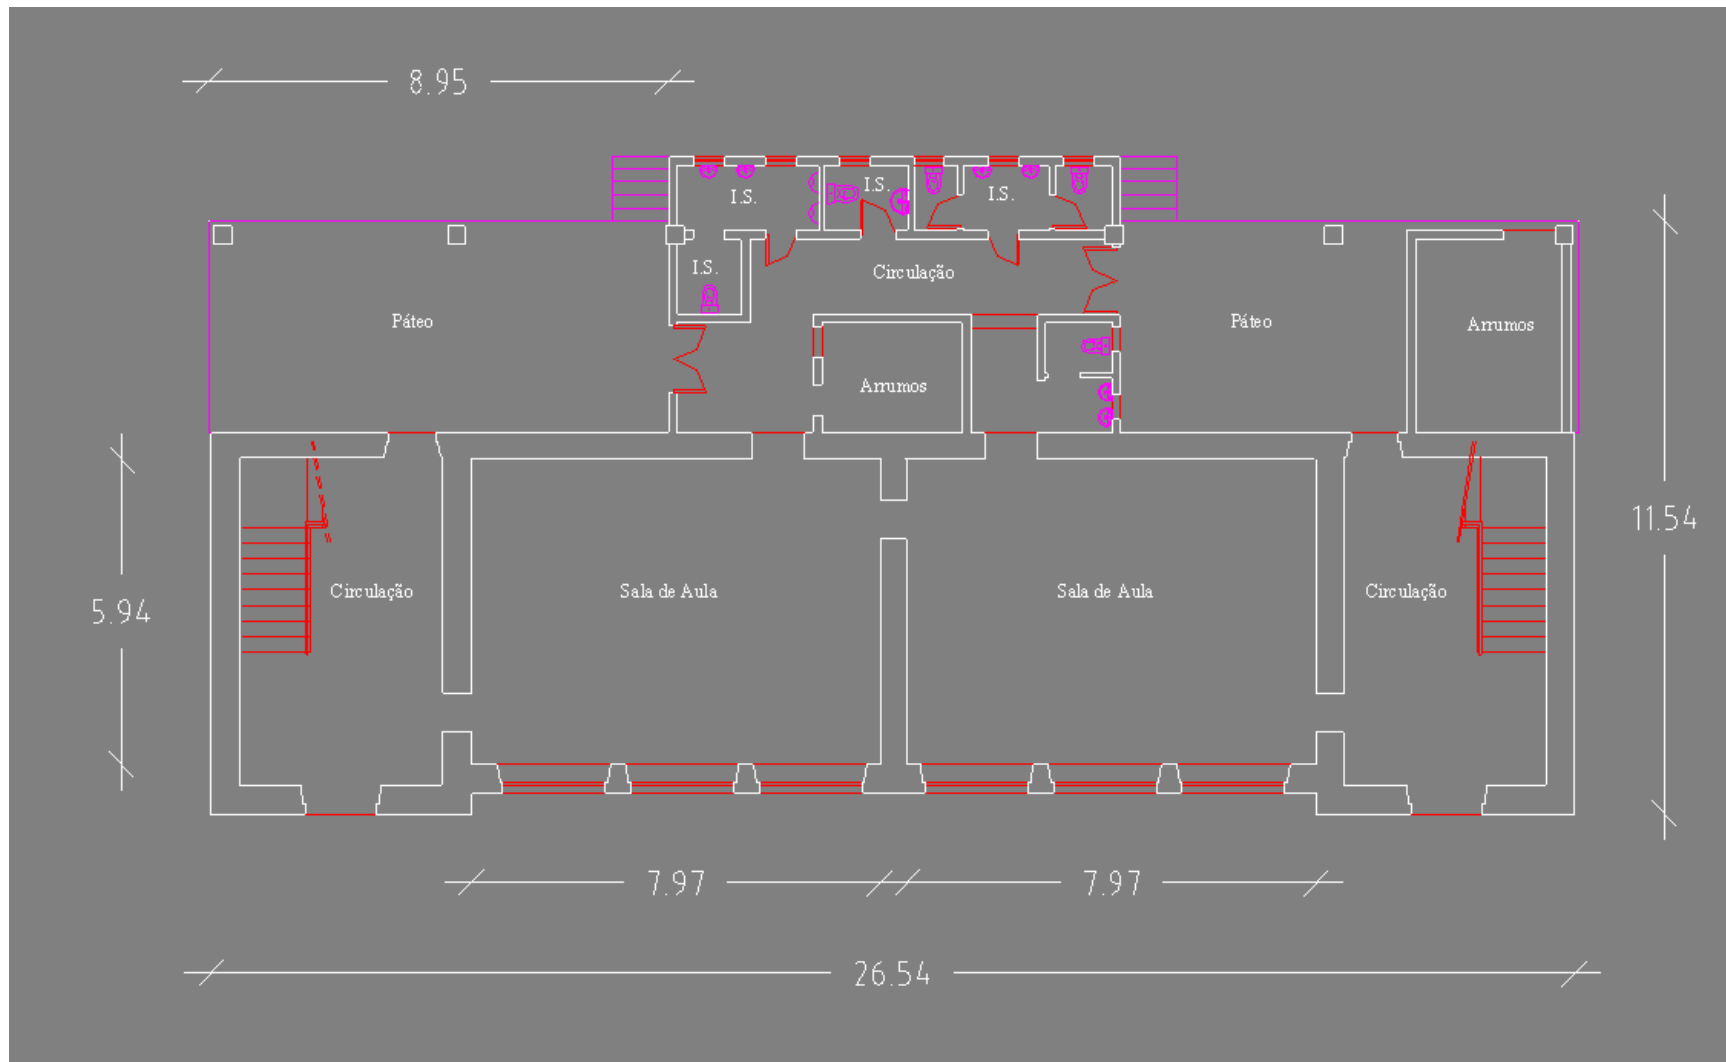 8.95
I.S.
I.S.
I.S.
I.S.
Circulação
Páteo
Páteo
Arrumos
Arrumos
11.54
5.94
Circulação
Sala de Aula
Sala de Aula
Circulação
7.97
7.97
26.54